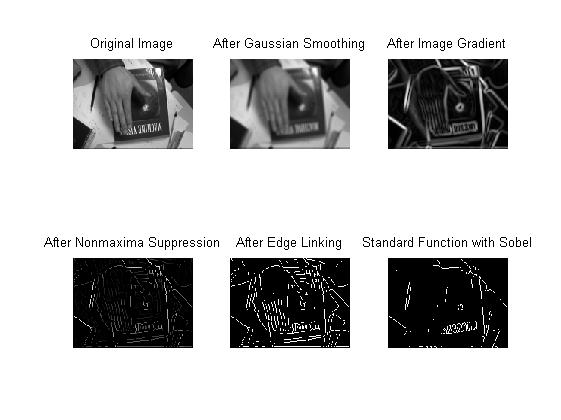 Original Image
After Gaussian Smoothing
After Image Gradient
After Nonmaxima Suppression
After Edge Linking
Standard Function with Sobel